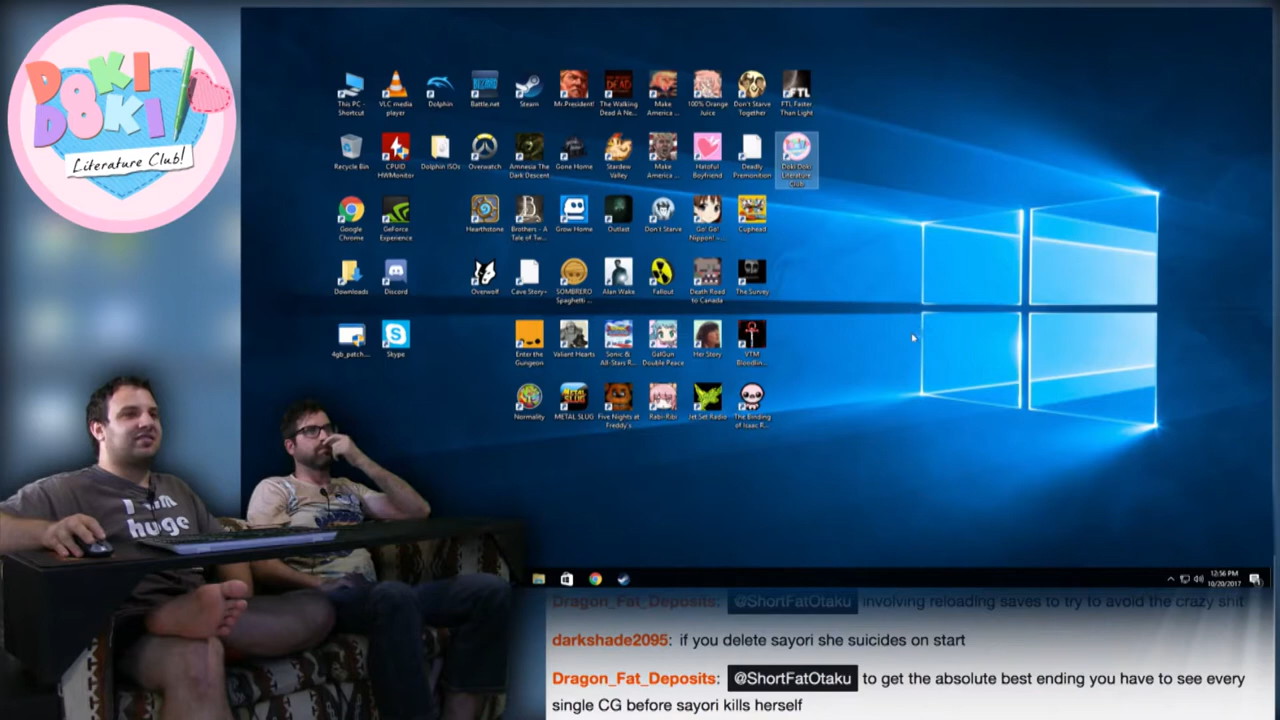 DOKI
DOKI
Literature Club!
This PC - Shortcut
VLC media player
Dolphin
Battle.net
Steam
Mr.President!
The Walking Dead A Ne...
Make America ...
100% Orange Juice
Don't Starve Together
FTL Faster Than Light
Recycle Bin
CPUID HWMonitor
Dolphin ISOs
Overwatch
Amnesia The Dark Descent
Gone Home
Stardew Valley
Make America ...
Hatoful Boyfriend
Deadly Premonition
Doki Doki Literature Club
Google Chrome
GeForce Experience
Hearthstone
Brothers - A Tale of Tw...
Grow Home
Outlast
Don't Starve
Go! Go! Nippon! ~...
Cuphead
Downloads
Discord
Overwolf
Cave Story+
SOMBRERO Spaghetti ...
Alan Wake
Fallout
Death Road to Canada
The Survey
4gb_patch...
Skype
Enter the Gungeon
Valiant Hearts
Sonic & All-Stars R...
GalGun Double Peace
Her Story
VTM Bloodlin...
Normality
METAL SLUG
Five Nights at Freddy's
Rabi-Ribi
Jet Set Radio
The Binding of Isaac R...
I am
huge
12:56 PM
10/20/2017
Dragon_Fat_Deposits: @ShortFatOtaku involving reloading saves to try to avoid the crazy shit
darkshade2095: if you delete sayori she suicides on start
Dragon_Fat_Deposits: @ShortFatOtaku to get the absolute best ending you have to see every
single CG before sayori kills herself